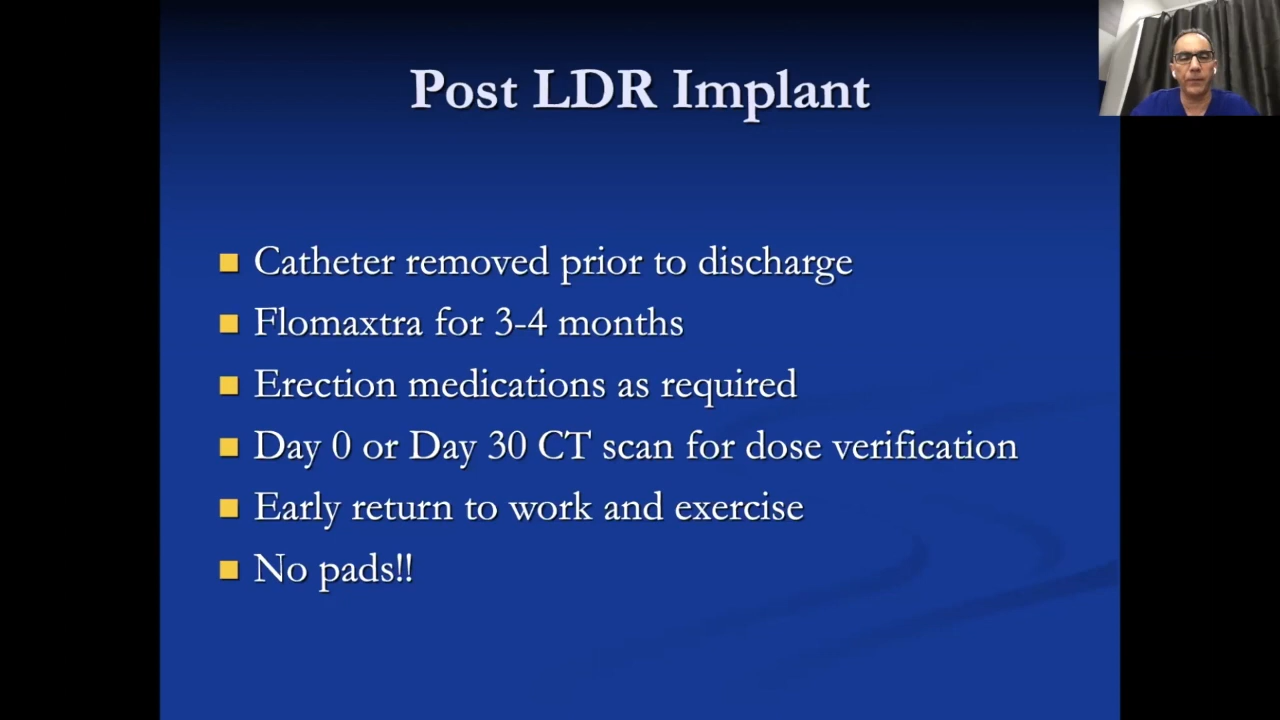 Post LDR Implant
Catheter removed prior to discharge
Flomaxtra for 3-4 months
Erection medications as required
Day 0 or Day 30 CT scan for dose verification
Early return to work and exercise
No pads!!